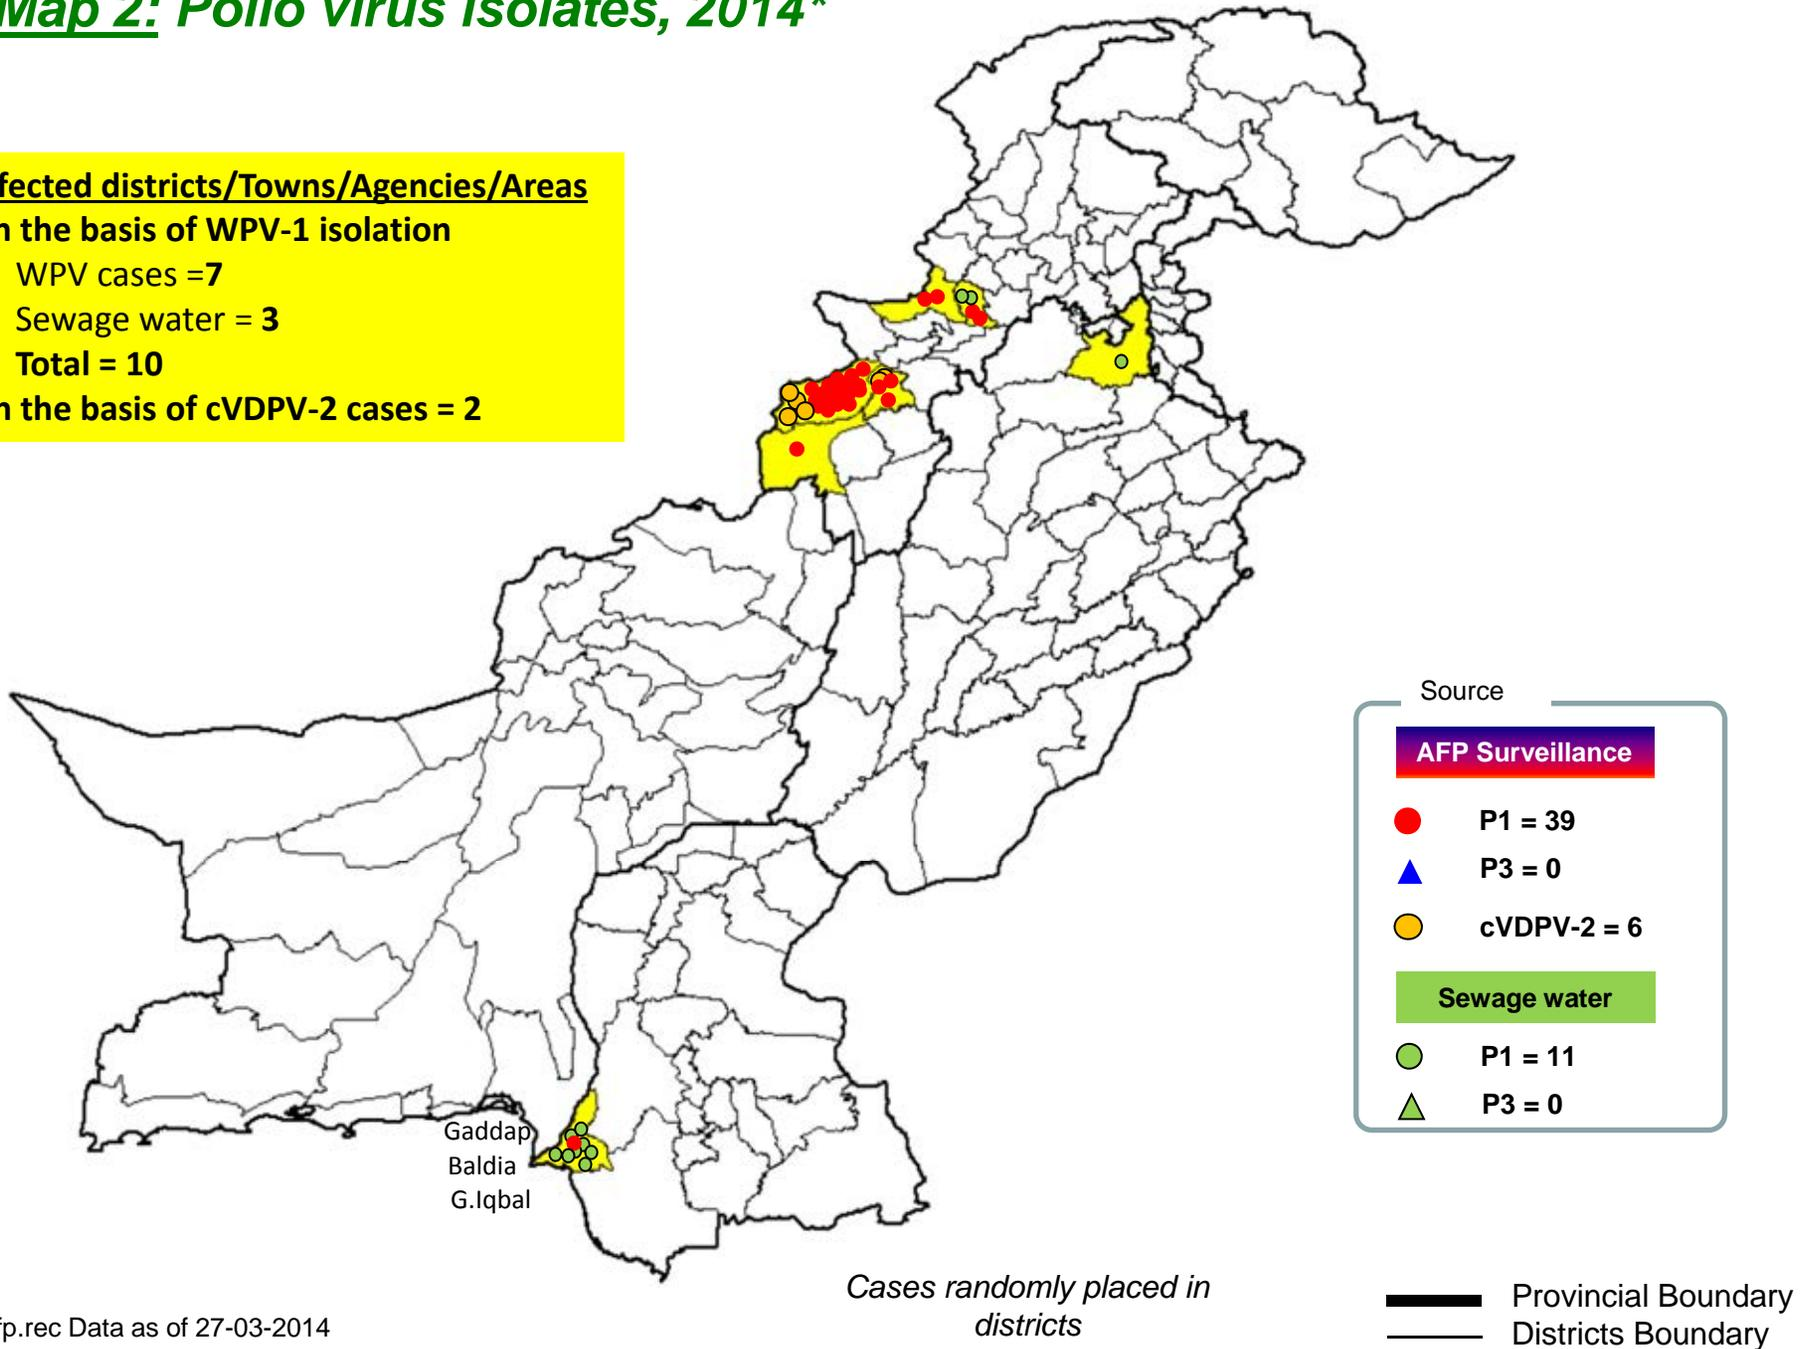 Map 2: Polio virus Isolates, 2014*
fected districts/Towns/Agencies/Areas
n the basis of WPV-1 isolation
WPV cases =7
Sewage water = 3
Total = 10
n the basis of cVDPV-2 cases = 2
Source
AFP Surveillance
P1 = 39
P3 = 0
cVDPV-2 = 6
Sewage water
P1 = 11
P3 = 0
Gaddap
Baldia
G.Iqbal
Cases randomly placed in
districts
fp.rec Data as of 27-03-2014
Provincial Boundary
Districts Boundary